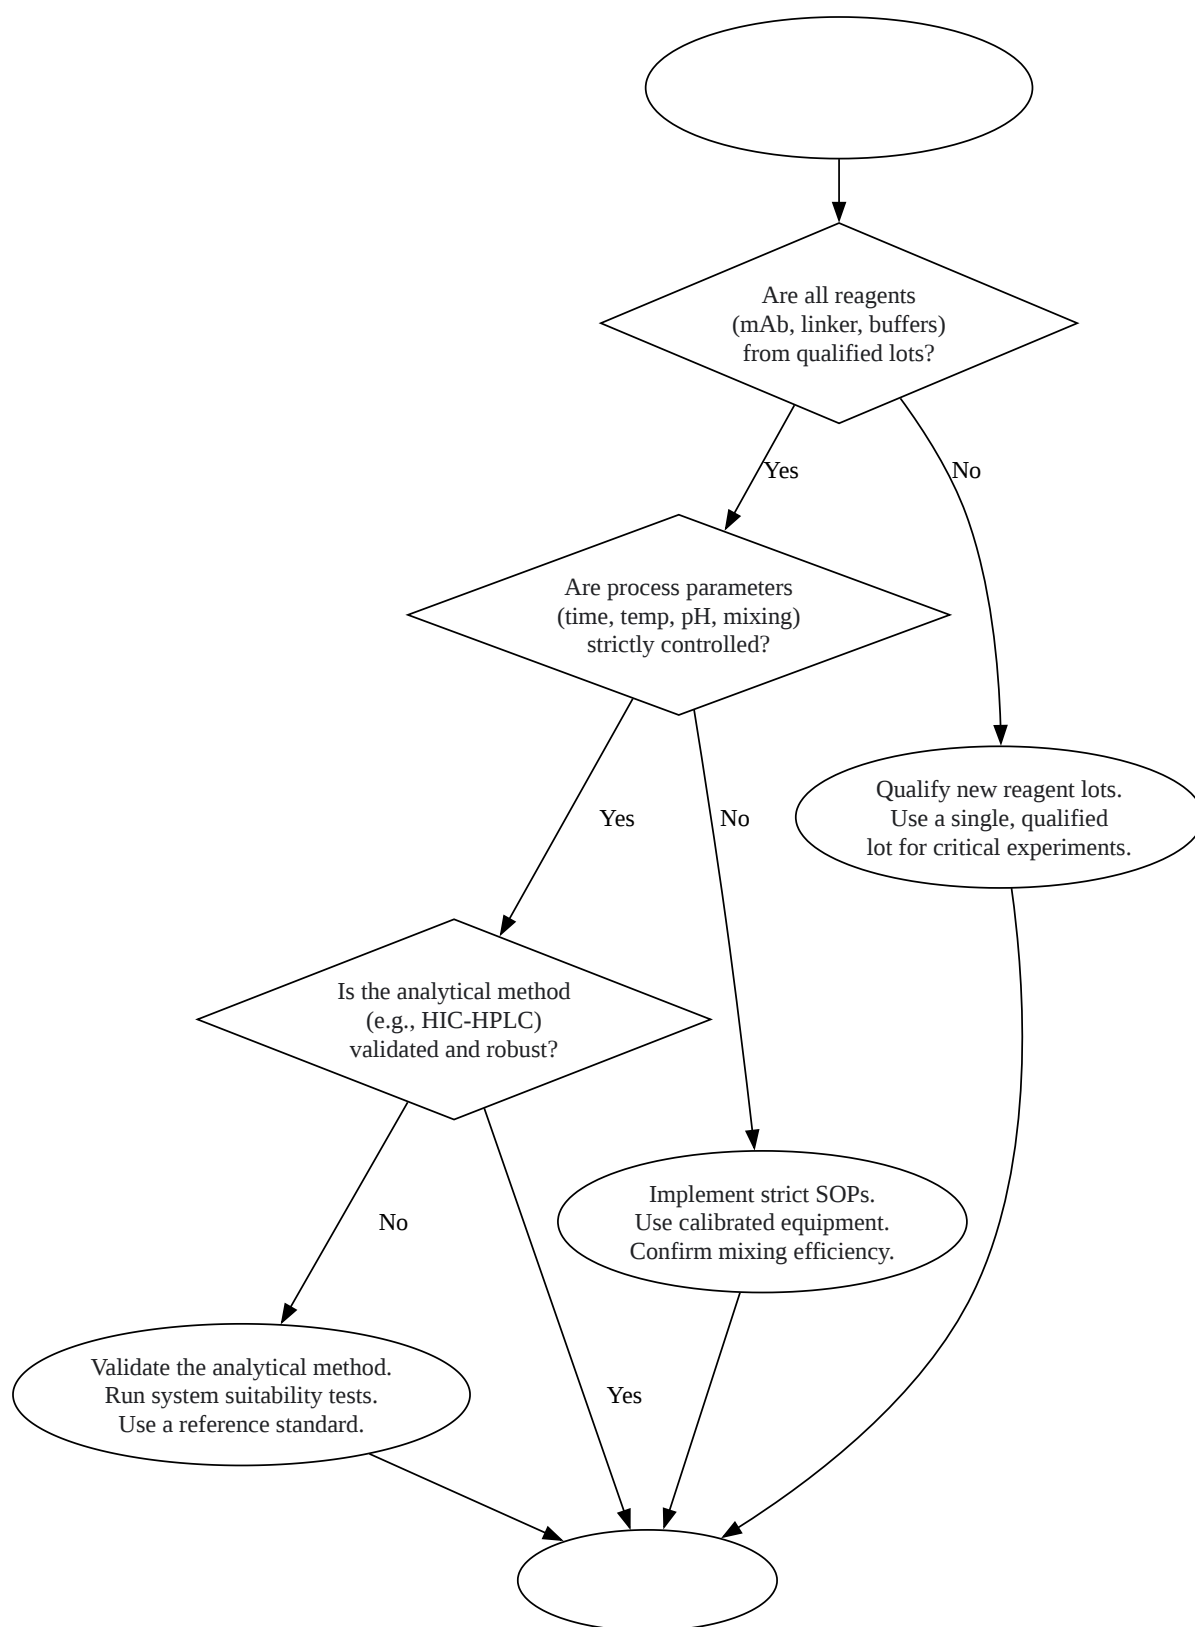 Are all reagents
(mAb, linker, buffers)
from qualified lots?
Yes
No
Are process parameters
(time, temp, pH, mixing)
strictly controlled?
Yes
No
Qualify new reagent lots.
Use a single, qualified
lot for critical experiments.
Is the analytical method
(e.g., HIC-HPLC)
validated and robust?
No
Yes
Implement strict SOPs.
Use calibrated equipment.
Confirm mixing efficiency.
Validate the analytical method.
Run system suitability tests.
Use a reference standard.